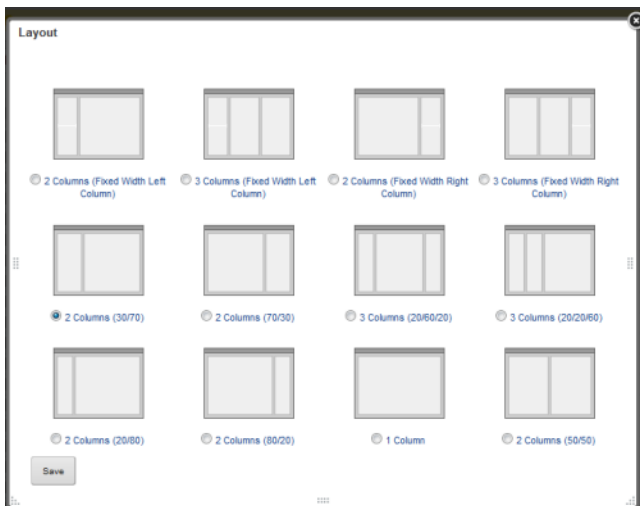 Layout
2 Columns (Fixed Width Left
Column)
3 Columns (Fixed Width Left
Column)
2 Columns (Fixed Width Right
Column)
3 Columns (Fixed Width Right
Column)
2 Columns (30/70)
2 Columns (70/30)
3 Columns (20/60/20)
3 Columns (20/20/60)
2 Columns (20/80)
2 Columns (80/20)
1 Column
2 Columns (50/50)
Save